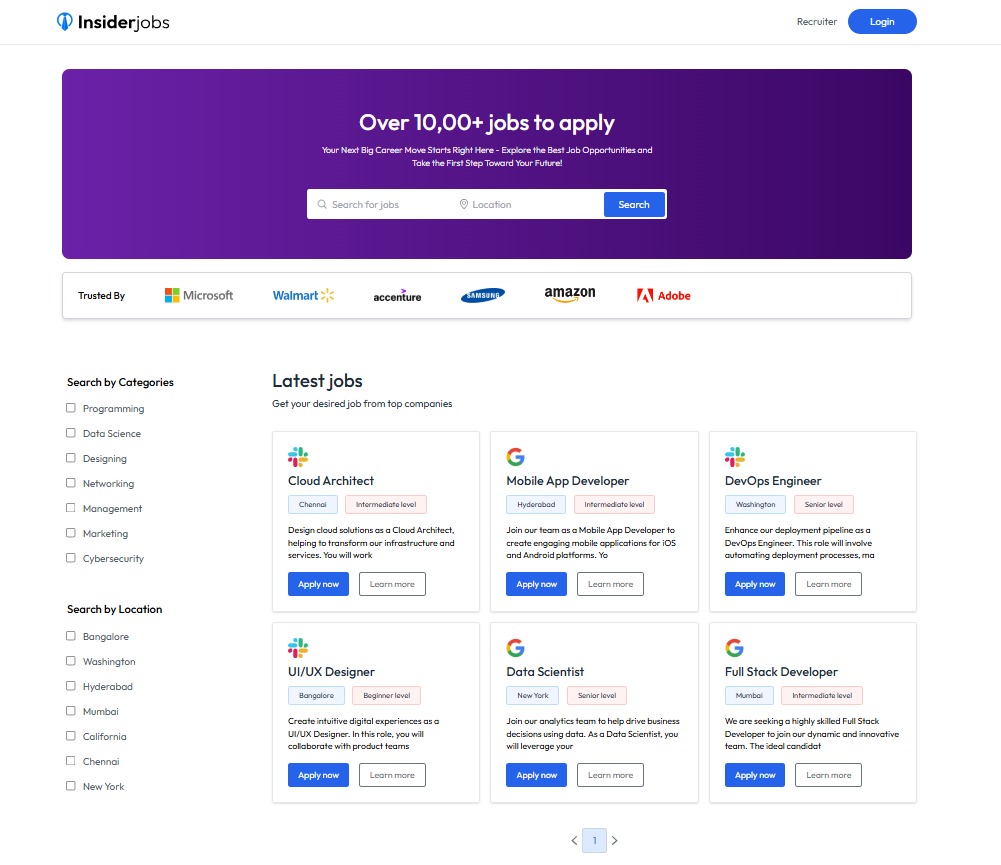 Insiderjobs
Recruiter
Login
Over 10,00+ jobs to apply
Your Next Big Career Move Starts Right Here - Explore the Best Job Opportunities and
Take the First Step Toward Your Future!
Search for jobs
Location
Search
Trusted By
Microsoft
Walmart
accenture
SAMSUNG
amazon
Adobe
Search by Categories
Programming
Data Science
Designing
Networking
Management
Marketing
Cybersecurity
Search by Location
Bangalore
Washington
Hyderabad
Mumbai
California
Chennai
New York
Latest jobs
Get your desired job from top companies
Cloud Architect
Chennai
Intermediate level
Design cloud solutions as a Cloud Architect,
helping to transform our infrastructure and
services. You will work
Apply now
Learn more
Mobile App Developer
Hyderabad
Intermediate level
Join our team as a Mobile App Developer to
create engaging mobile applications for iOS
and Android platforms. Yo
Apply now
Learn more
DevOps Engineer
Washington
Senior level
Enhance our deployment pipeline as a
DevOps Engineer. This role will involve
automating deployment processes, ma
Apply now
Learn more
UI/UX Designer
Bangalore
Beginner level
Create intuitive digital experiences as a
UI/UX Designer. In this role, you will
collaborate with product teams
Apply now
Learn more
Data Scientist
New York
Senior level
Join our analytics team to help drive business
decisions using data. As a Data Scientist, you
will leverage your
Apply now
Learn more
Full Stack Developer
Mumbai
Intermediate level
We are seeking a highly skilled Full Stack
Developer to join our dynamic and innovative
team. The ideal candidat
Apply now
Learn more
1